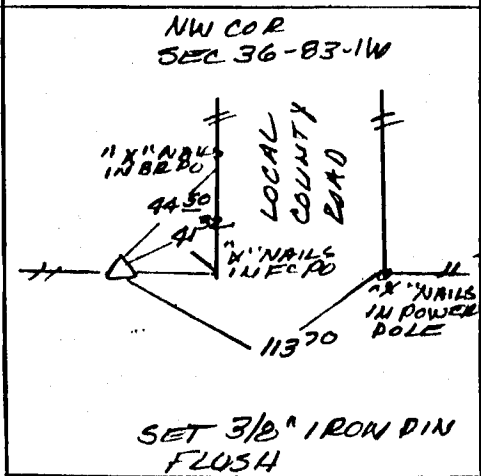 NW COR
SEC 36-83-1W
"X" NAILS
IN BR PO
LOCAL
COUNTY
ROAD
44 50
41 32
"X" NAILS
IN FC PO
"X" NAILS
IN POWER
POLE
113 70
SET 3/8" IRON PIN
FLUSH